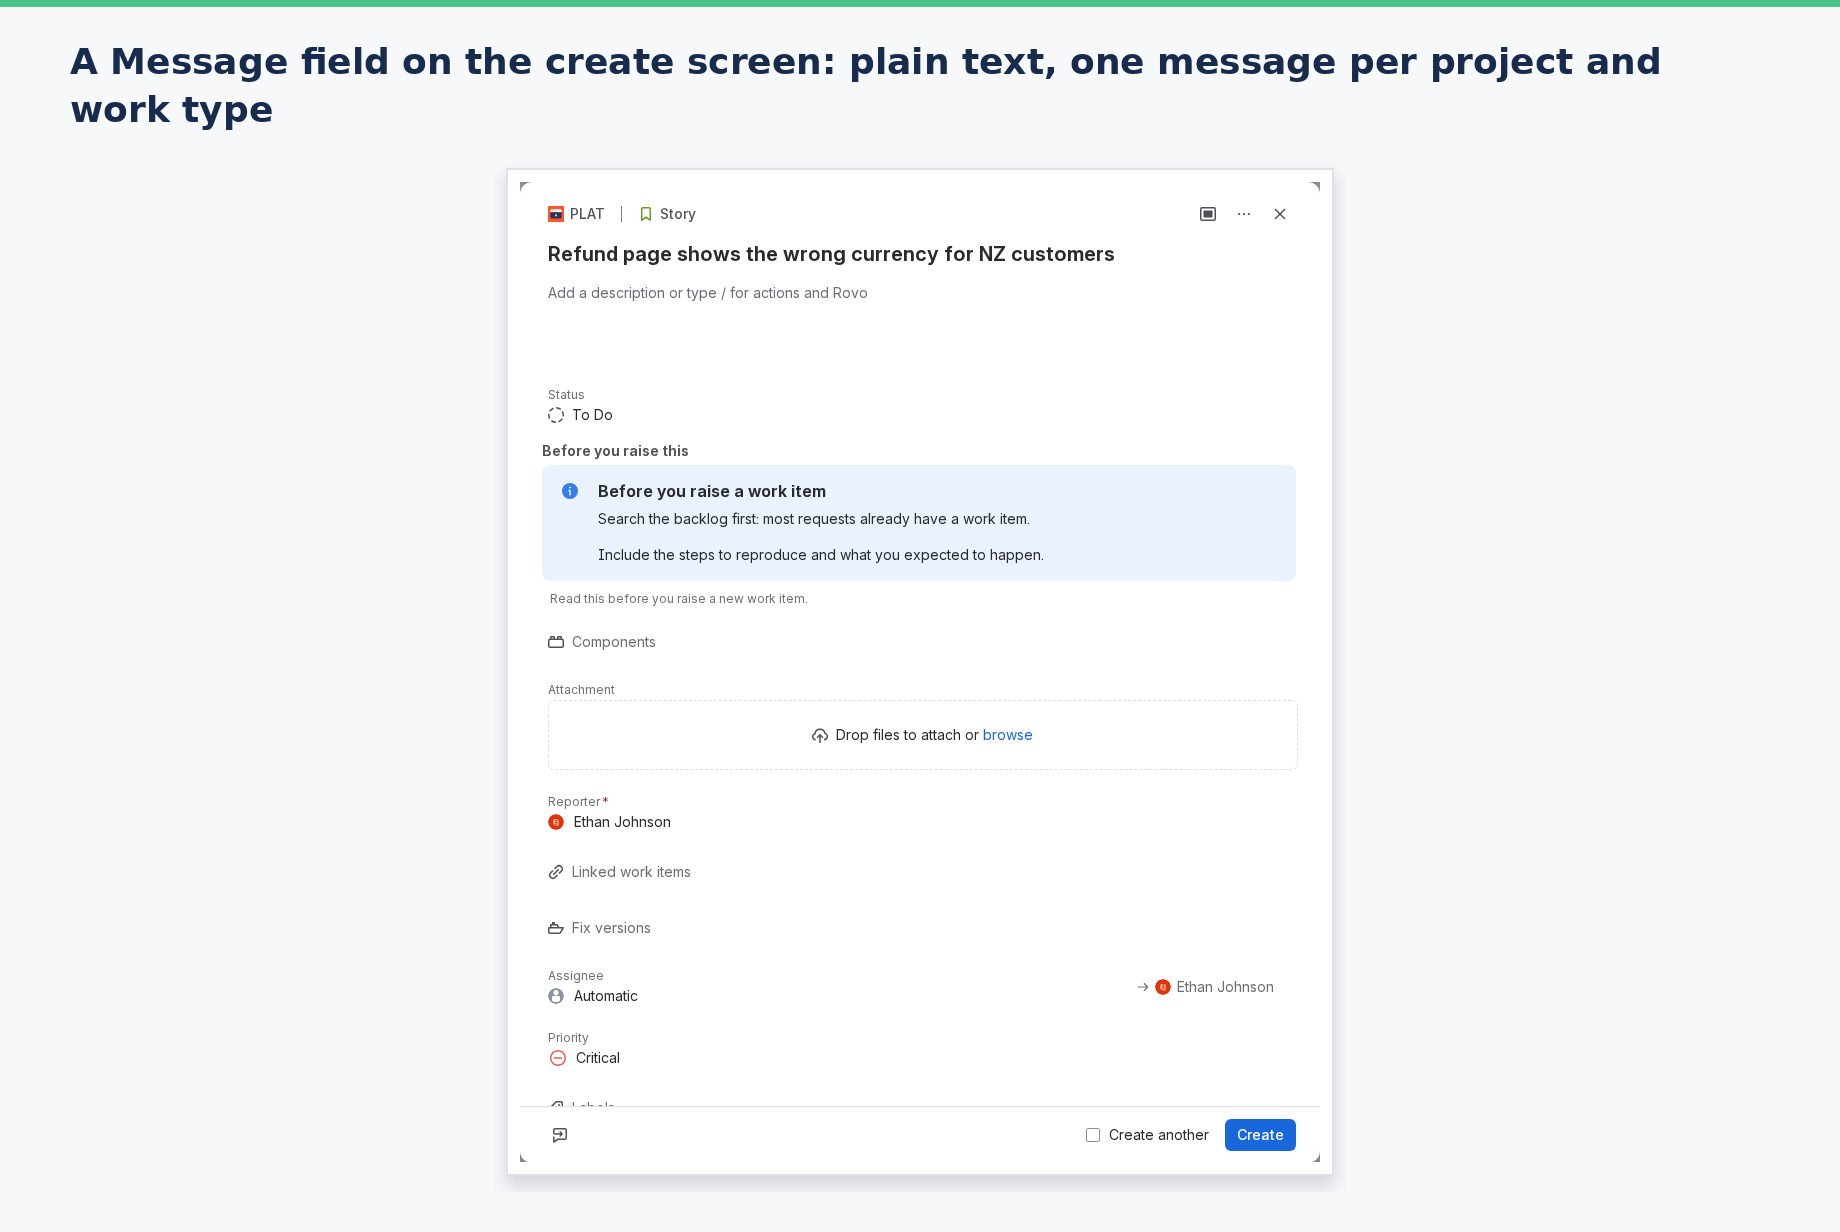 A Message field on the create screen: plain text, one message per project and
work type
PLAT
Story
Refund page shows the wrong currency for NZ customers
Add a description or type / for actions and Rovo
Status
To Do
Before you raise this
Before you raise a work item
Search the backlog first: most requests already have a work item.
Include the steps to reproduce and what you expected to happen.
Read this before you raise a new work item.
Components
Attachment
Drop files to attach or browse
Reporter *
EJ Ethan Johnson
Linked work items
Fix versions
Assignee
Automatic
→ EJ Ethan Johnson
Priority
Critical
Labels
Create another
Create